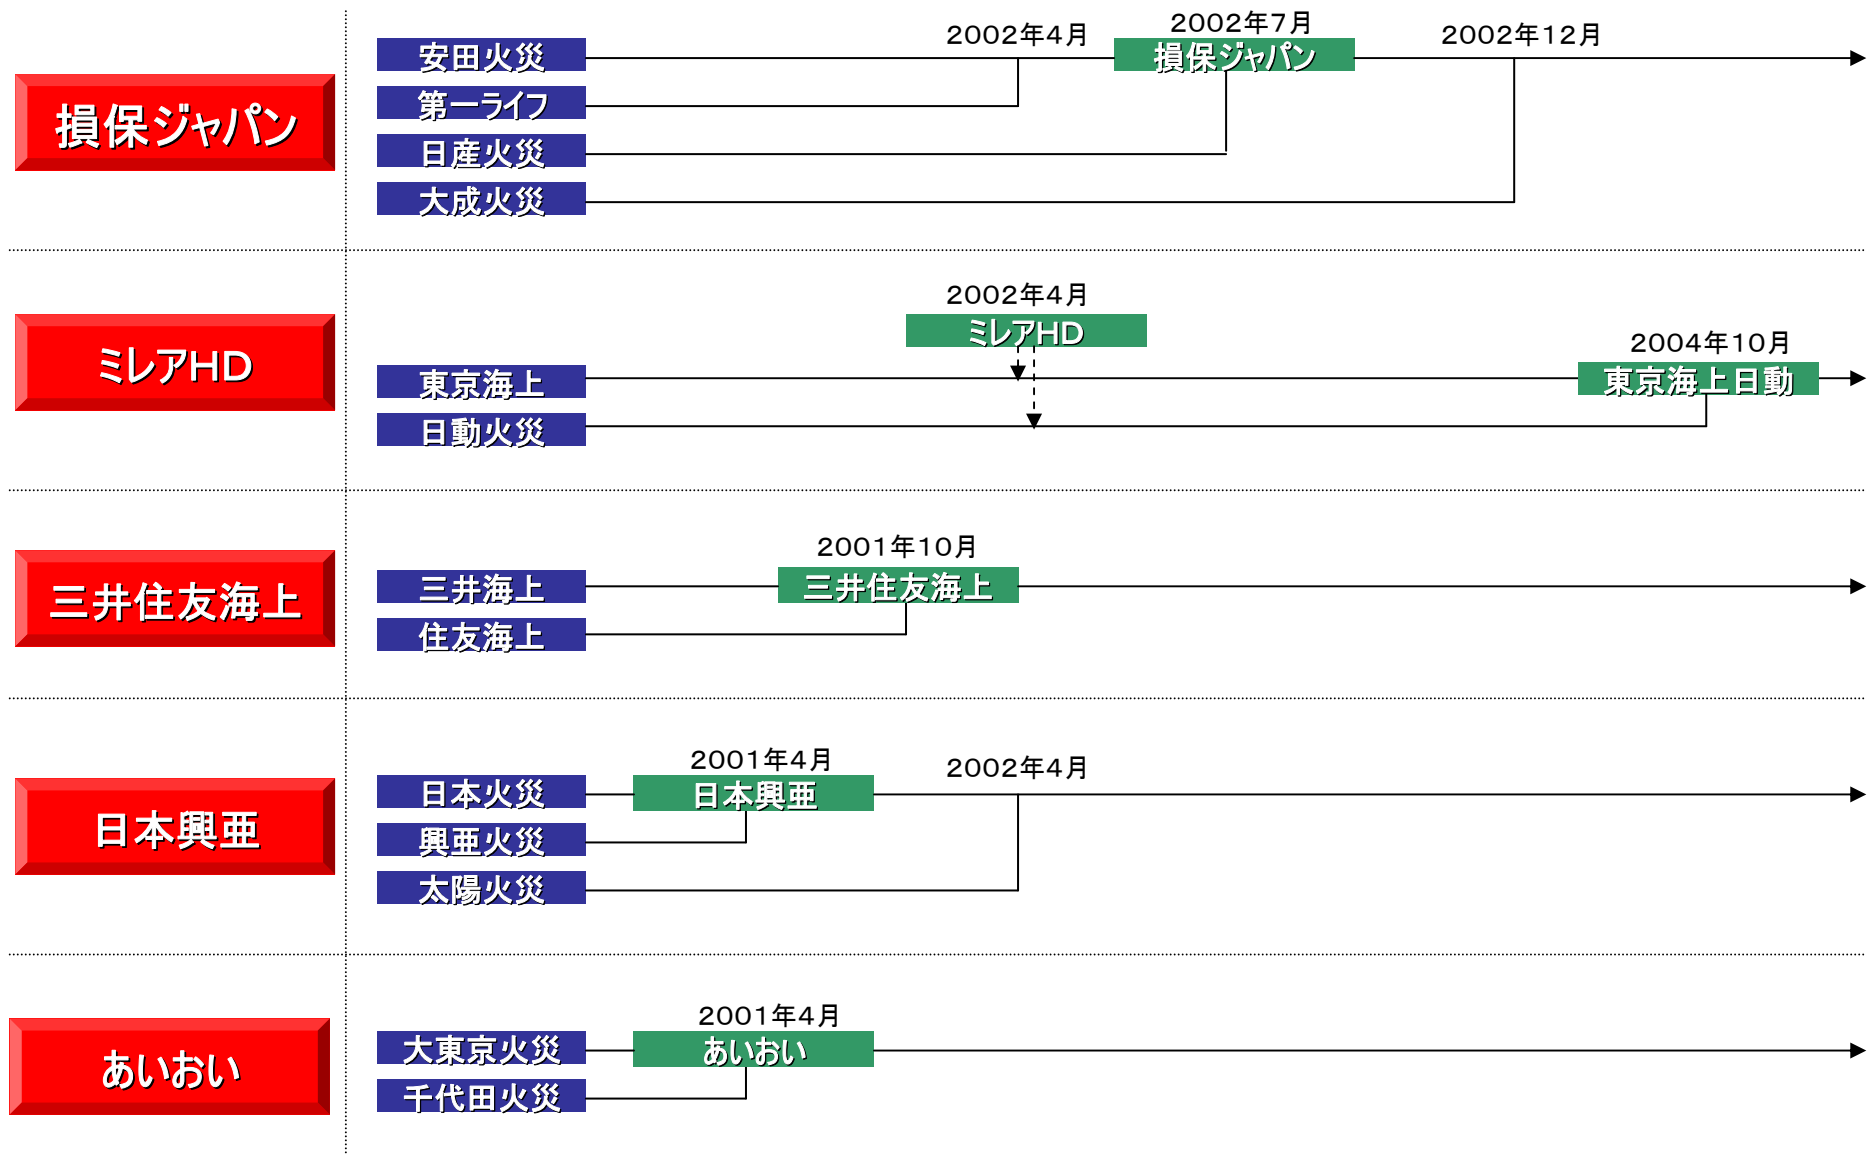 損保ジャパン
2002年4月
2002年7月
2002年12月
安田火災
損保ジャパン
第一ライフ
日産火災
大成火災
ミレアHD
2002年4月
ミレアHD
2004年10月
東京海上
東京海上日動
日動火災
三井住友海上
2001年10月
三井海上
三井住友海上
住友海上
日本興亜
2001年4月
2002年4月
日本火災
日本興亜
興亜火災
太陽火災
あいおい
2001年4月
大東京火災
あいおい
千代田火災